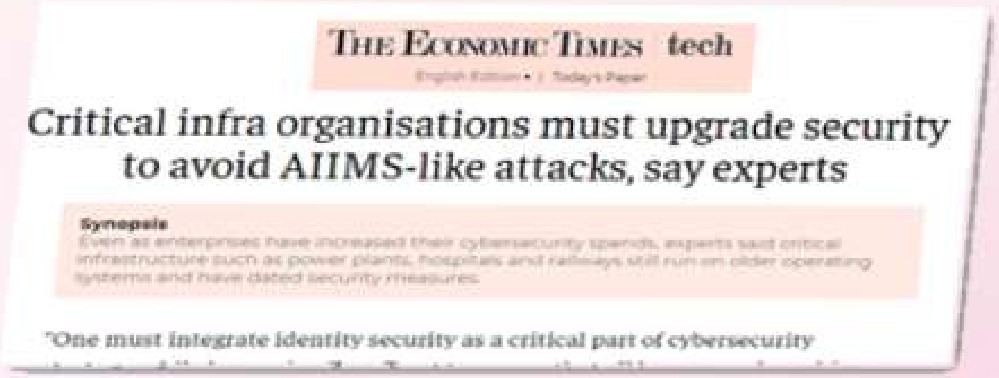 THE ECONOMIC TIMES tech
English Edition ▾ | Today's Paper
Critical infra organisations must upgrade security
to avoid AIIMS-like attacks, say experts
Synopsis
Even as enterprises have increased their cybersecurity spends, experts said critical
infrastructure such as power plants, hospitals and railways still run on older operating
systems and have dated security measures.
"One must integrate identity security as a critical part of cybersecurity